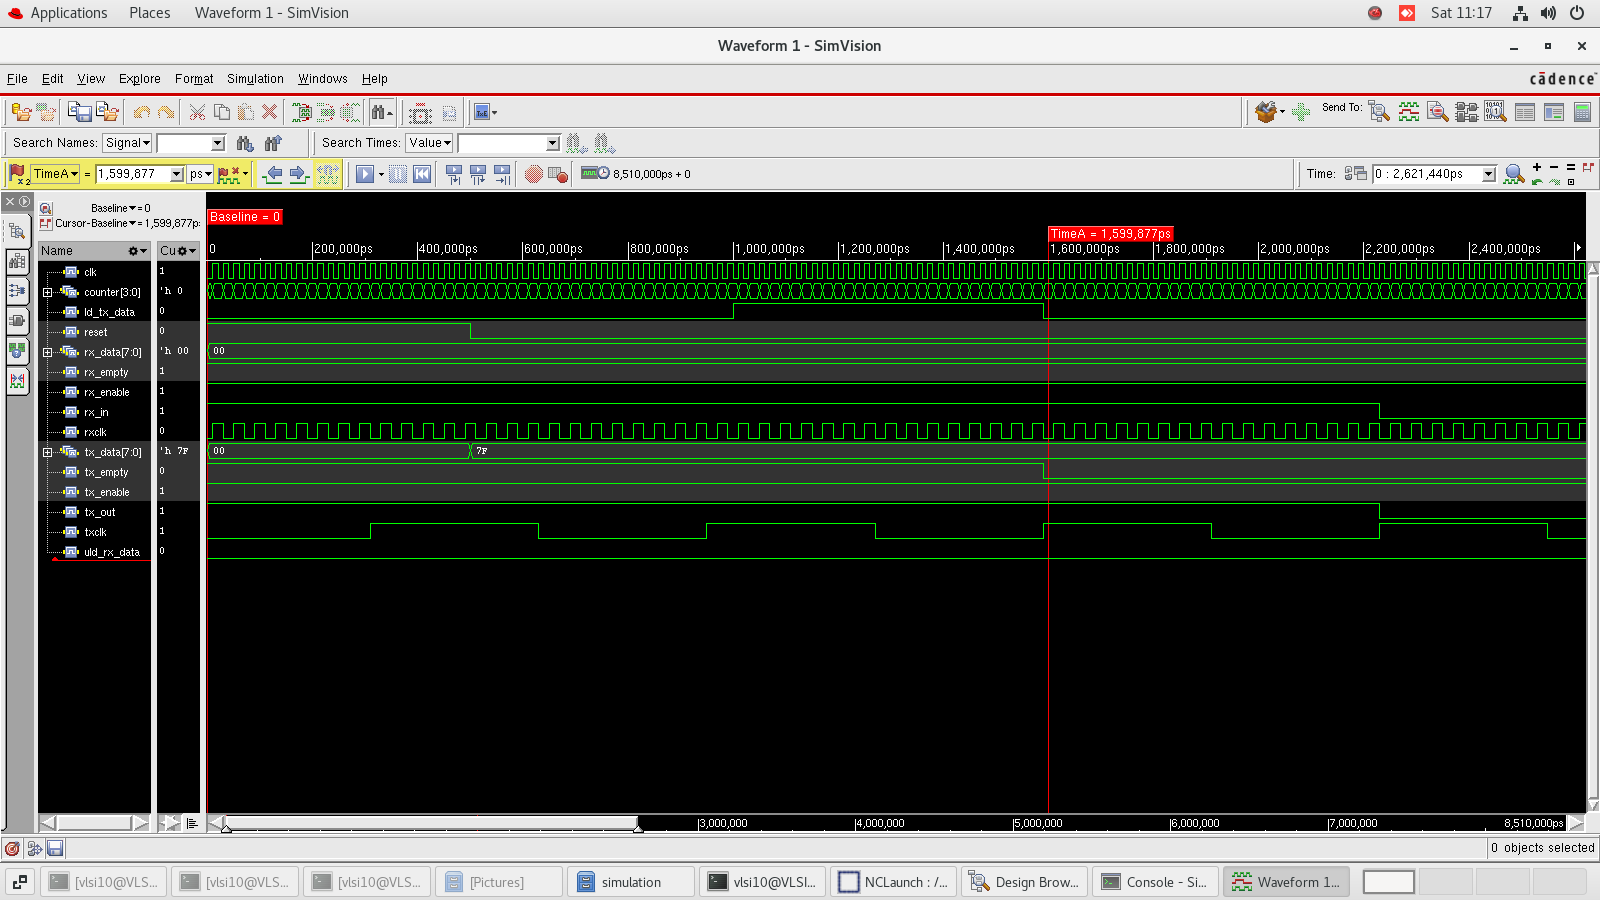 Applications Places Waveform 1 - SimVision Sat 11:17
Waveform 1 - SimVision
File Edit View Explore Format Simulation Windows Help cādence
Send To:
Search Names: Signal Search Times: Value
TimeA = 1,599,877 ps 8,510,000ps + 0 Time: 0 : 2,621,440ps
Baseline = 0
Cursor-Baseline = 1,599,877ps
Baseline = 0
TimeA = 1,599,877ps
Name Cu 0 200,000ps 400,000ps 600,000ps 800,000ps 1,000,000ps 1,200,000ps 1,400,000ps 1,600,000ps 1,800,000ps 2,000,000ps 2,200,000ps 2,400,000ps
clk 1
counter[3:0] 'h 0
ld_tx_data 0
reset 0
rx_data[7:0] 'h 00 00
rx_empty 1
rx_enable 1
rx_in 1
rxclk 0
tx_data[7:0] 'h 7F 00 7F
tx_empty 0
tx_enable 1
tx_out 1
txclk 1
uld_rx_data 0
3,000,000 4,000,000 5,000,000 6,000,000 7,000,000 8,510,000ps
0 objects selected
[vlsi10@VLS... [vlsi10@VLS... [vlsi10@VLS... [Pictures] simulation vlsi10@VLSI... NCLaunch : /... Design Brow... Console - Si... Waveform 1...